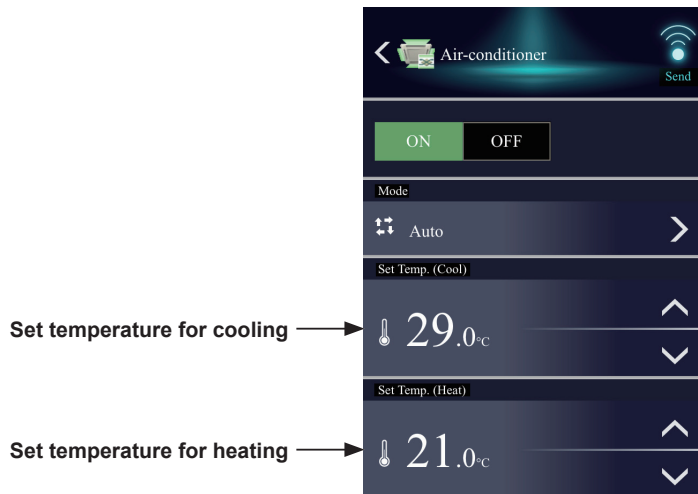 Air-conditioner
Send
ON OFF
Mode
Auto
Set Temp. (Cool)
Set temperature for cooling
29.0°C
Set Temp. (Heat)
Set temperature for heating
21.0°C